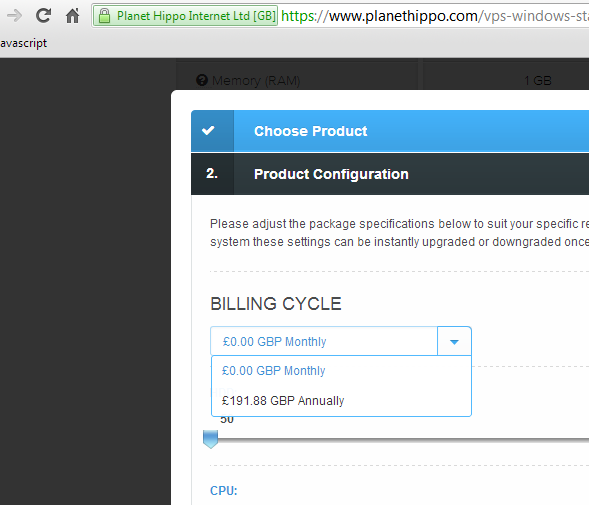 Planet Hippo Internet Ltd [GB] https://www.planethippo.com/vps-windows-sta
avascript
Memory (RAM) 1 GB
Choose Product
2. Product Configuration
Please adjust the package specifications below to suit your specific re
system these settings can be instantly upgraded or downgraded once
BILLING CYCLE
£0.00 GBP Monthly
£0.00 GBP Monthly
£191.88 GBP Annually
50
CPU: